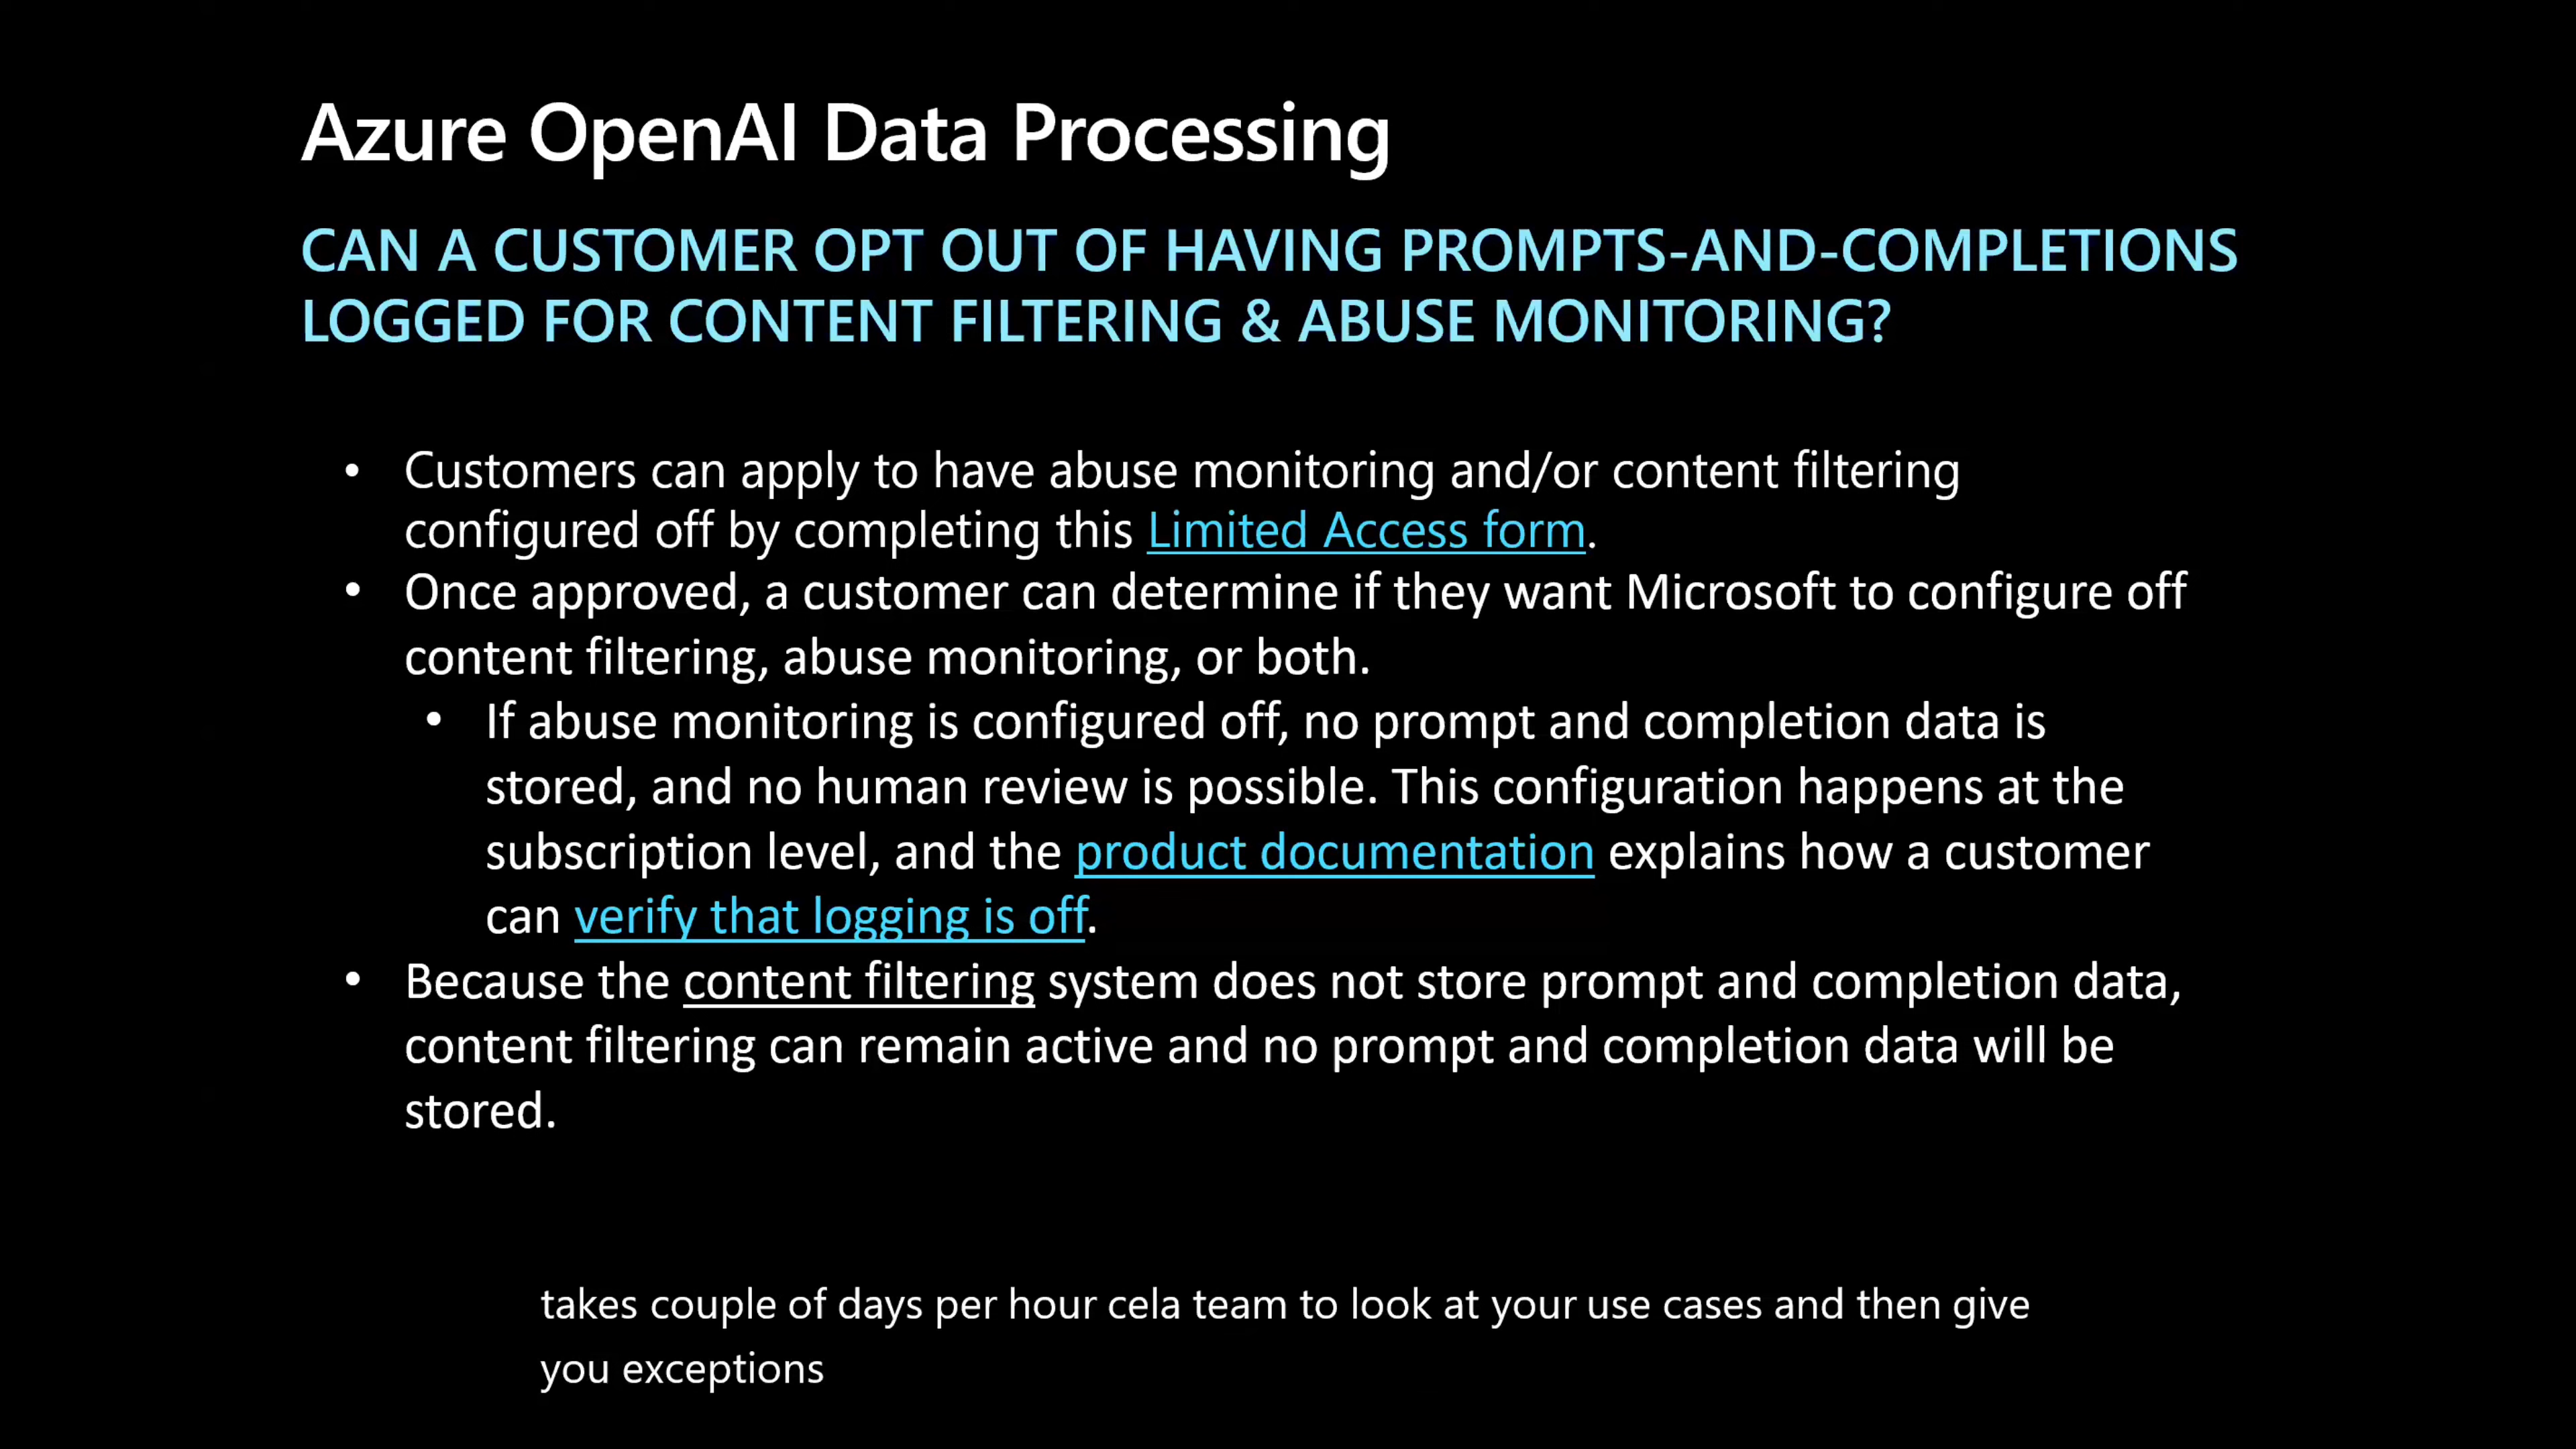 Azure OpenAI Data Processing
CAN A CUSTOMER OPT OUT OF HAVING PROMPTS-AND-COMPLETIONS
LOGGED FOR CONTENT FILTERING & ABUSE MONITORING?
• Customers can apply to have abuse monitoring and/or content filtering
configured off by completing this Limited Access form.
• Once approved, a customer can determine if they want Microsoft to configure off
content filtering, abuse monitoring, or both.
• If abuse monitoring is configured off, no prompt and completion data is
stored, and no human review is possible. This configuration happens at the
subscription level, and the product documentation explains how a customer
can verify that logging is off.
• Because the content filtering system does not store prompt and completion data,
content filtering can remain active and no prompt and completion data will be
stored.
takes couple of days per hour cela team to look at your use cases and then give
you exceptions